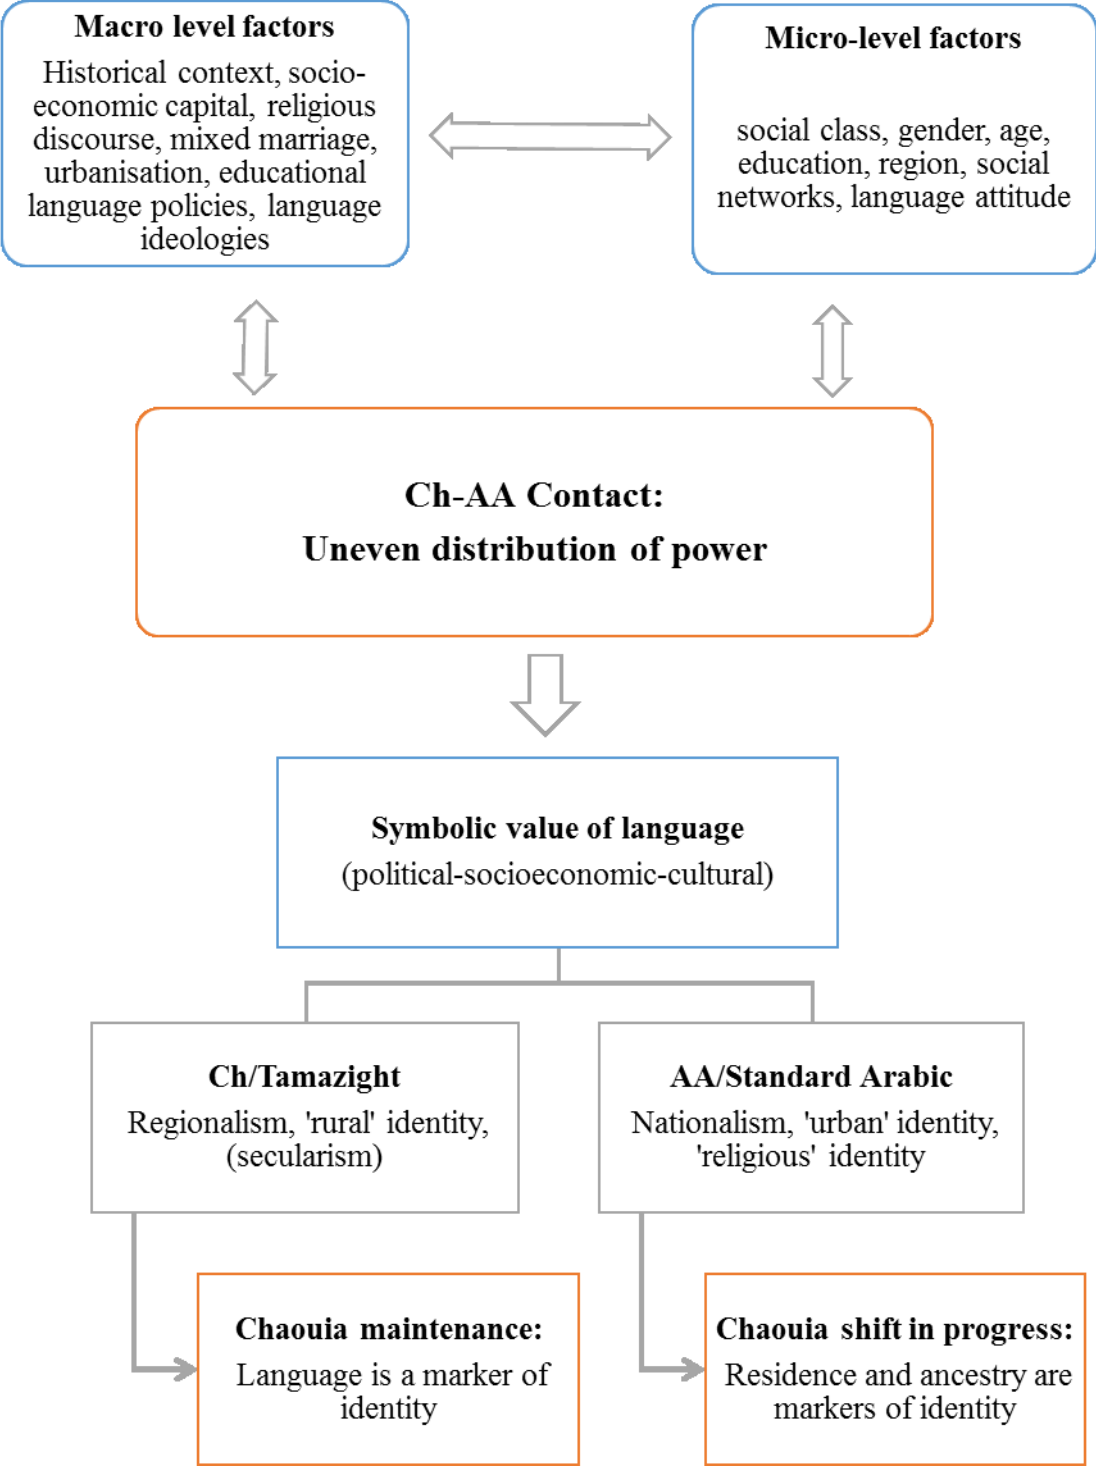 Macro level factors
Historical context, socio-
economic capital, religious
discourse, mixed marriage,
urbanisation, educational
language policies, language
ideologies
Micro-level factors
social class, gender, age,
education, region, social
networks, language attitude
Ch-AA Contact:
Uneven distribution of power
Symbolic value of language
(political-socioeconomic-cultural)
Ch/Tamazight
Regionalism, 'rural' identity,
(secularism)
AA/Standard Arabic
Nationalism, 'urban' identity,
'religious' identity
Chaouia maintenance:
Language is a marker of
identity
Chaouia shift in progress:
Residence and ancestry are
markers of identity